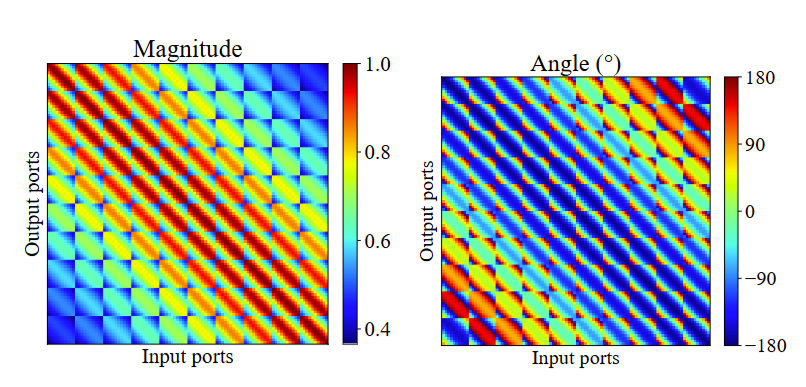 Magnitude
Output ports
Input ports
1.0
0.8
0.6
0.4
Angle (°)
Output ports
Input ports
180
90
0
−90
−180